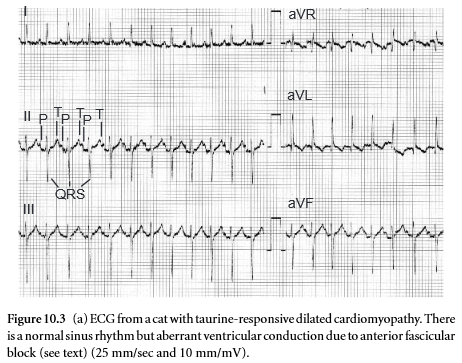 I
aVR
aVL
II
P T P T P T
QRS
III
aVF
Figure 10.3 (a) ECG from a cat with taurine-responsive dilated cardiomyopathy. There
is a normal sinus rhythm but aberrant ventricular conduction due to anterior fascicular
block (see text) (25 mm/sec and 10 mm/mV).